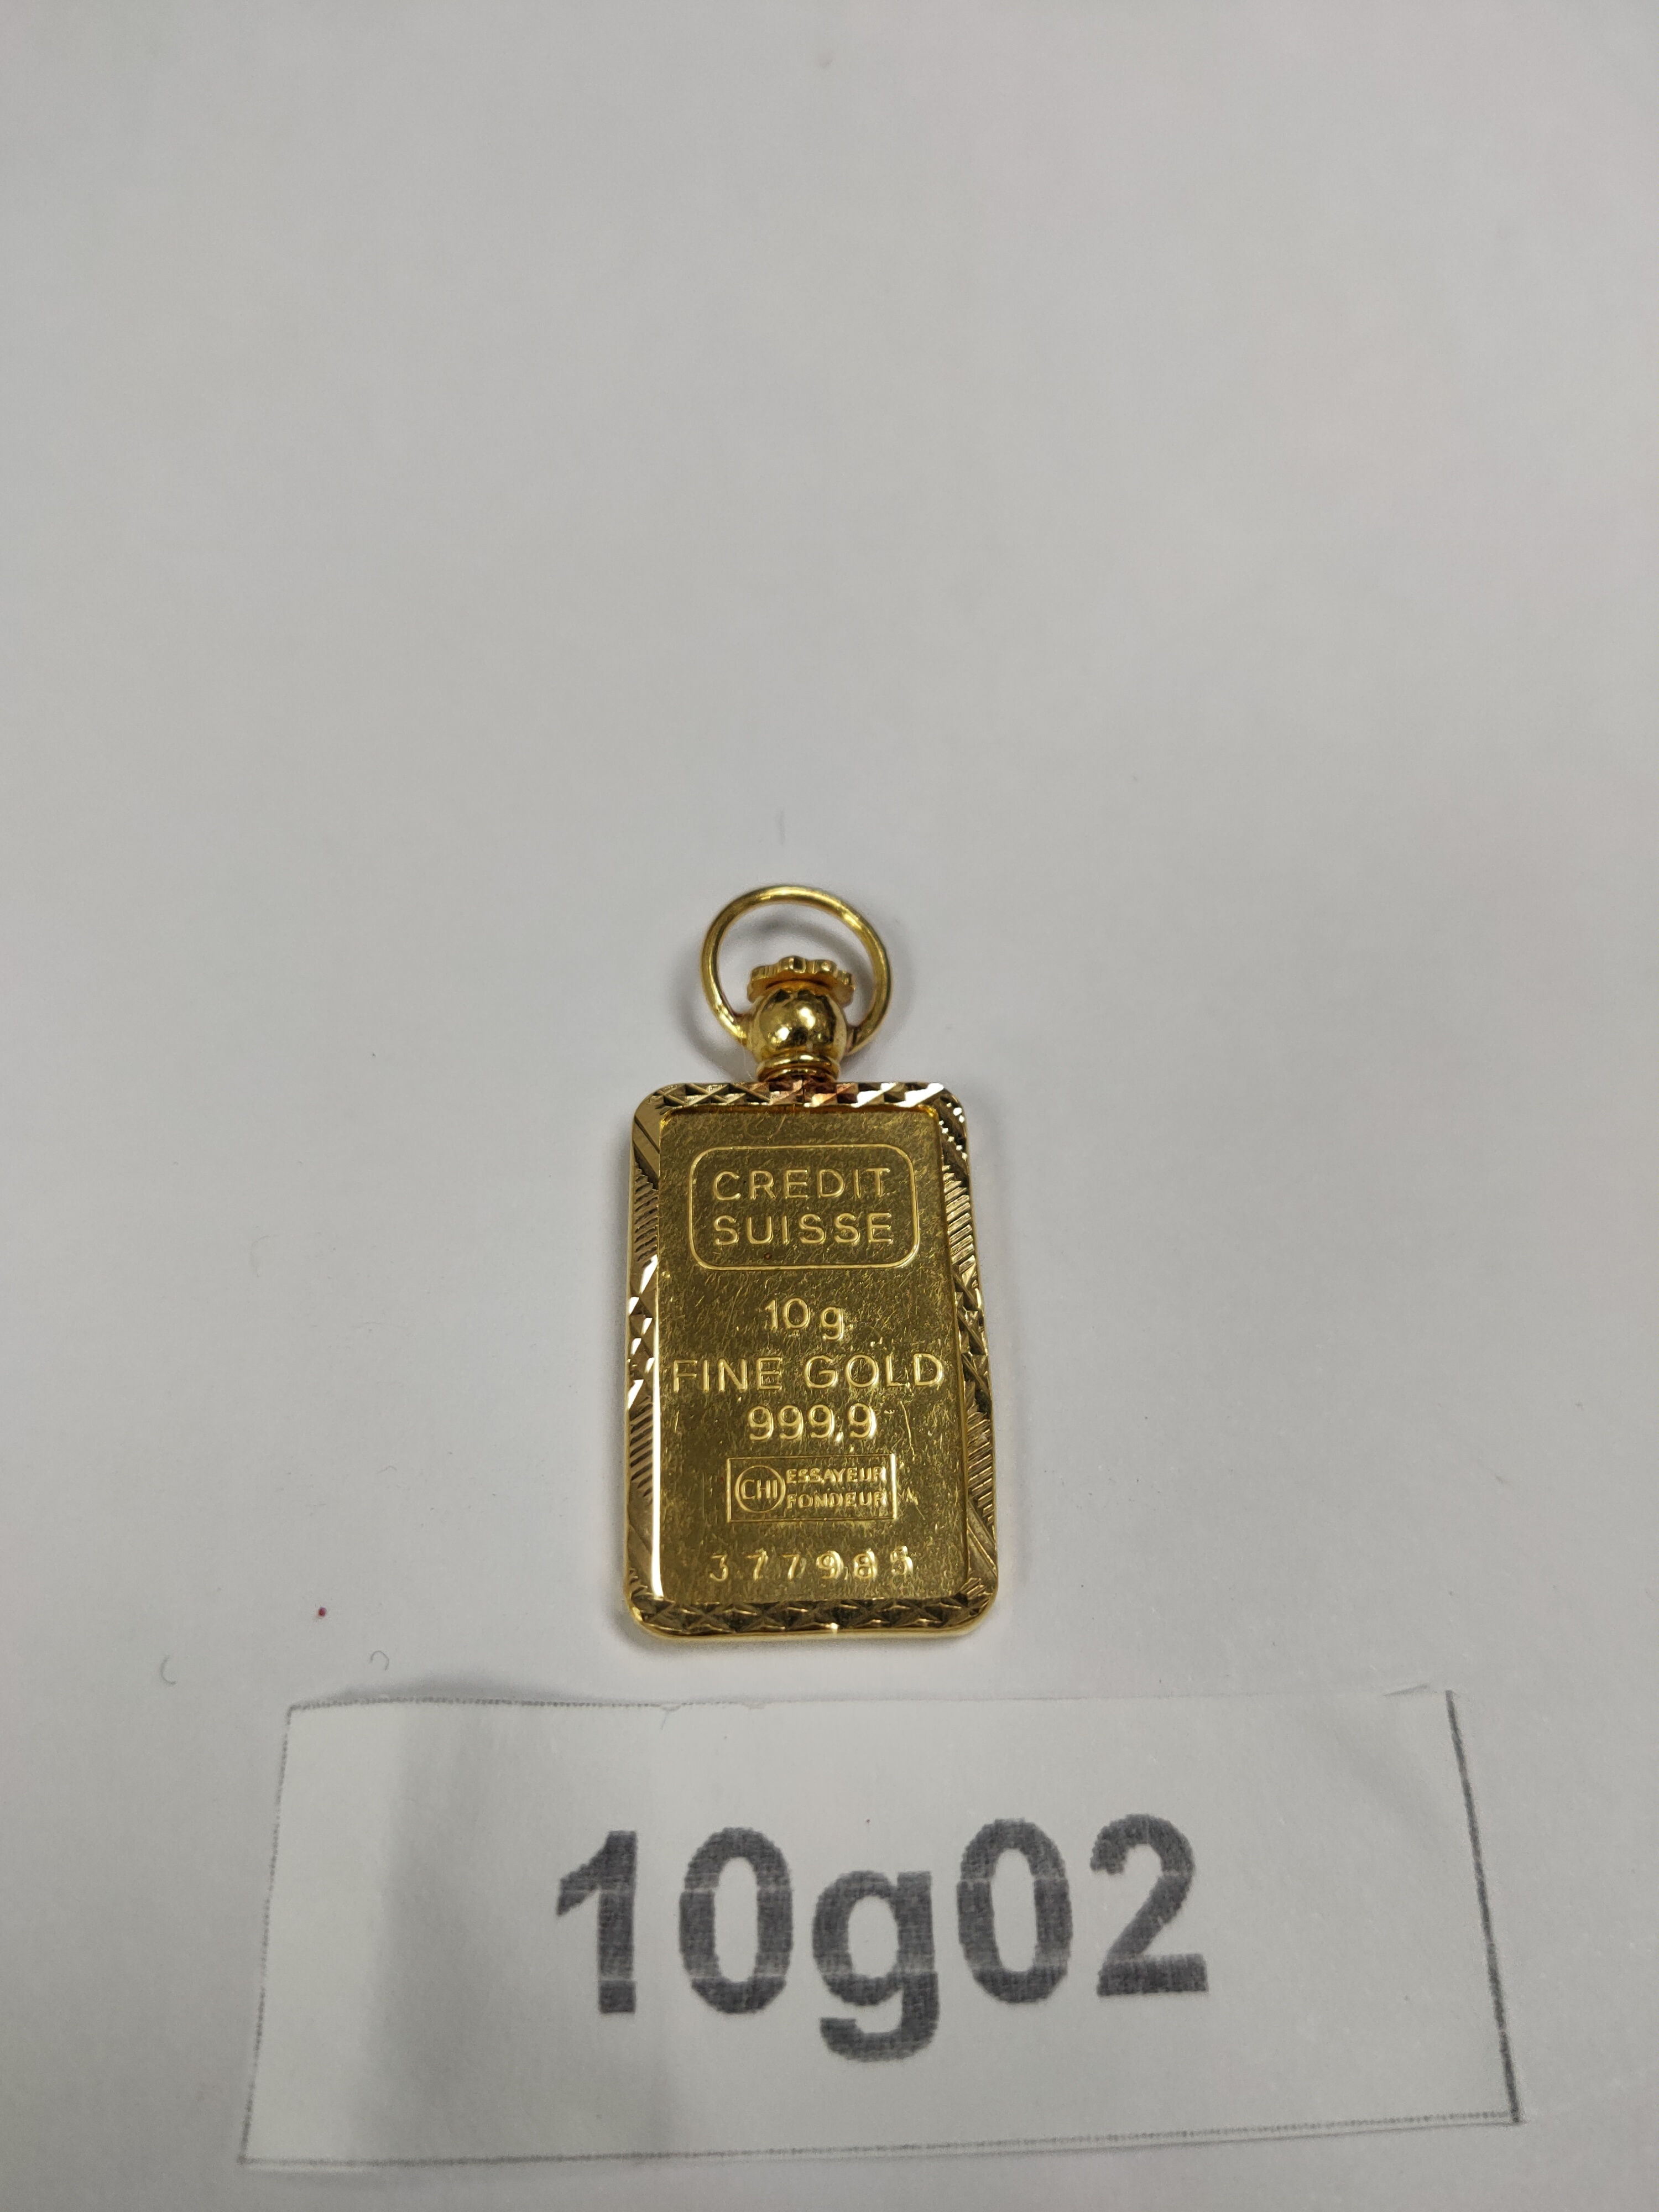 CREDIT
SUISSE
10g
FINE GOLD
999,9
CHI ESSAYEUR
FONDEUR
377985
10g02